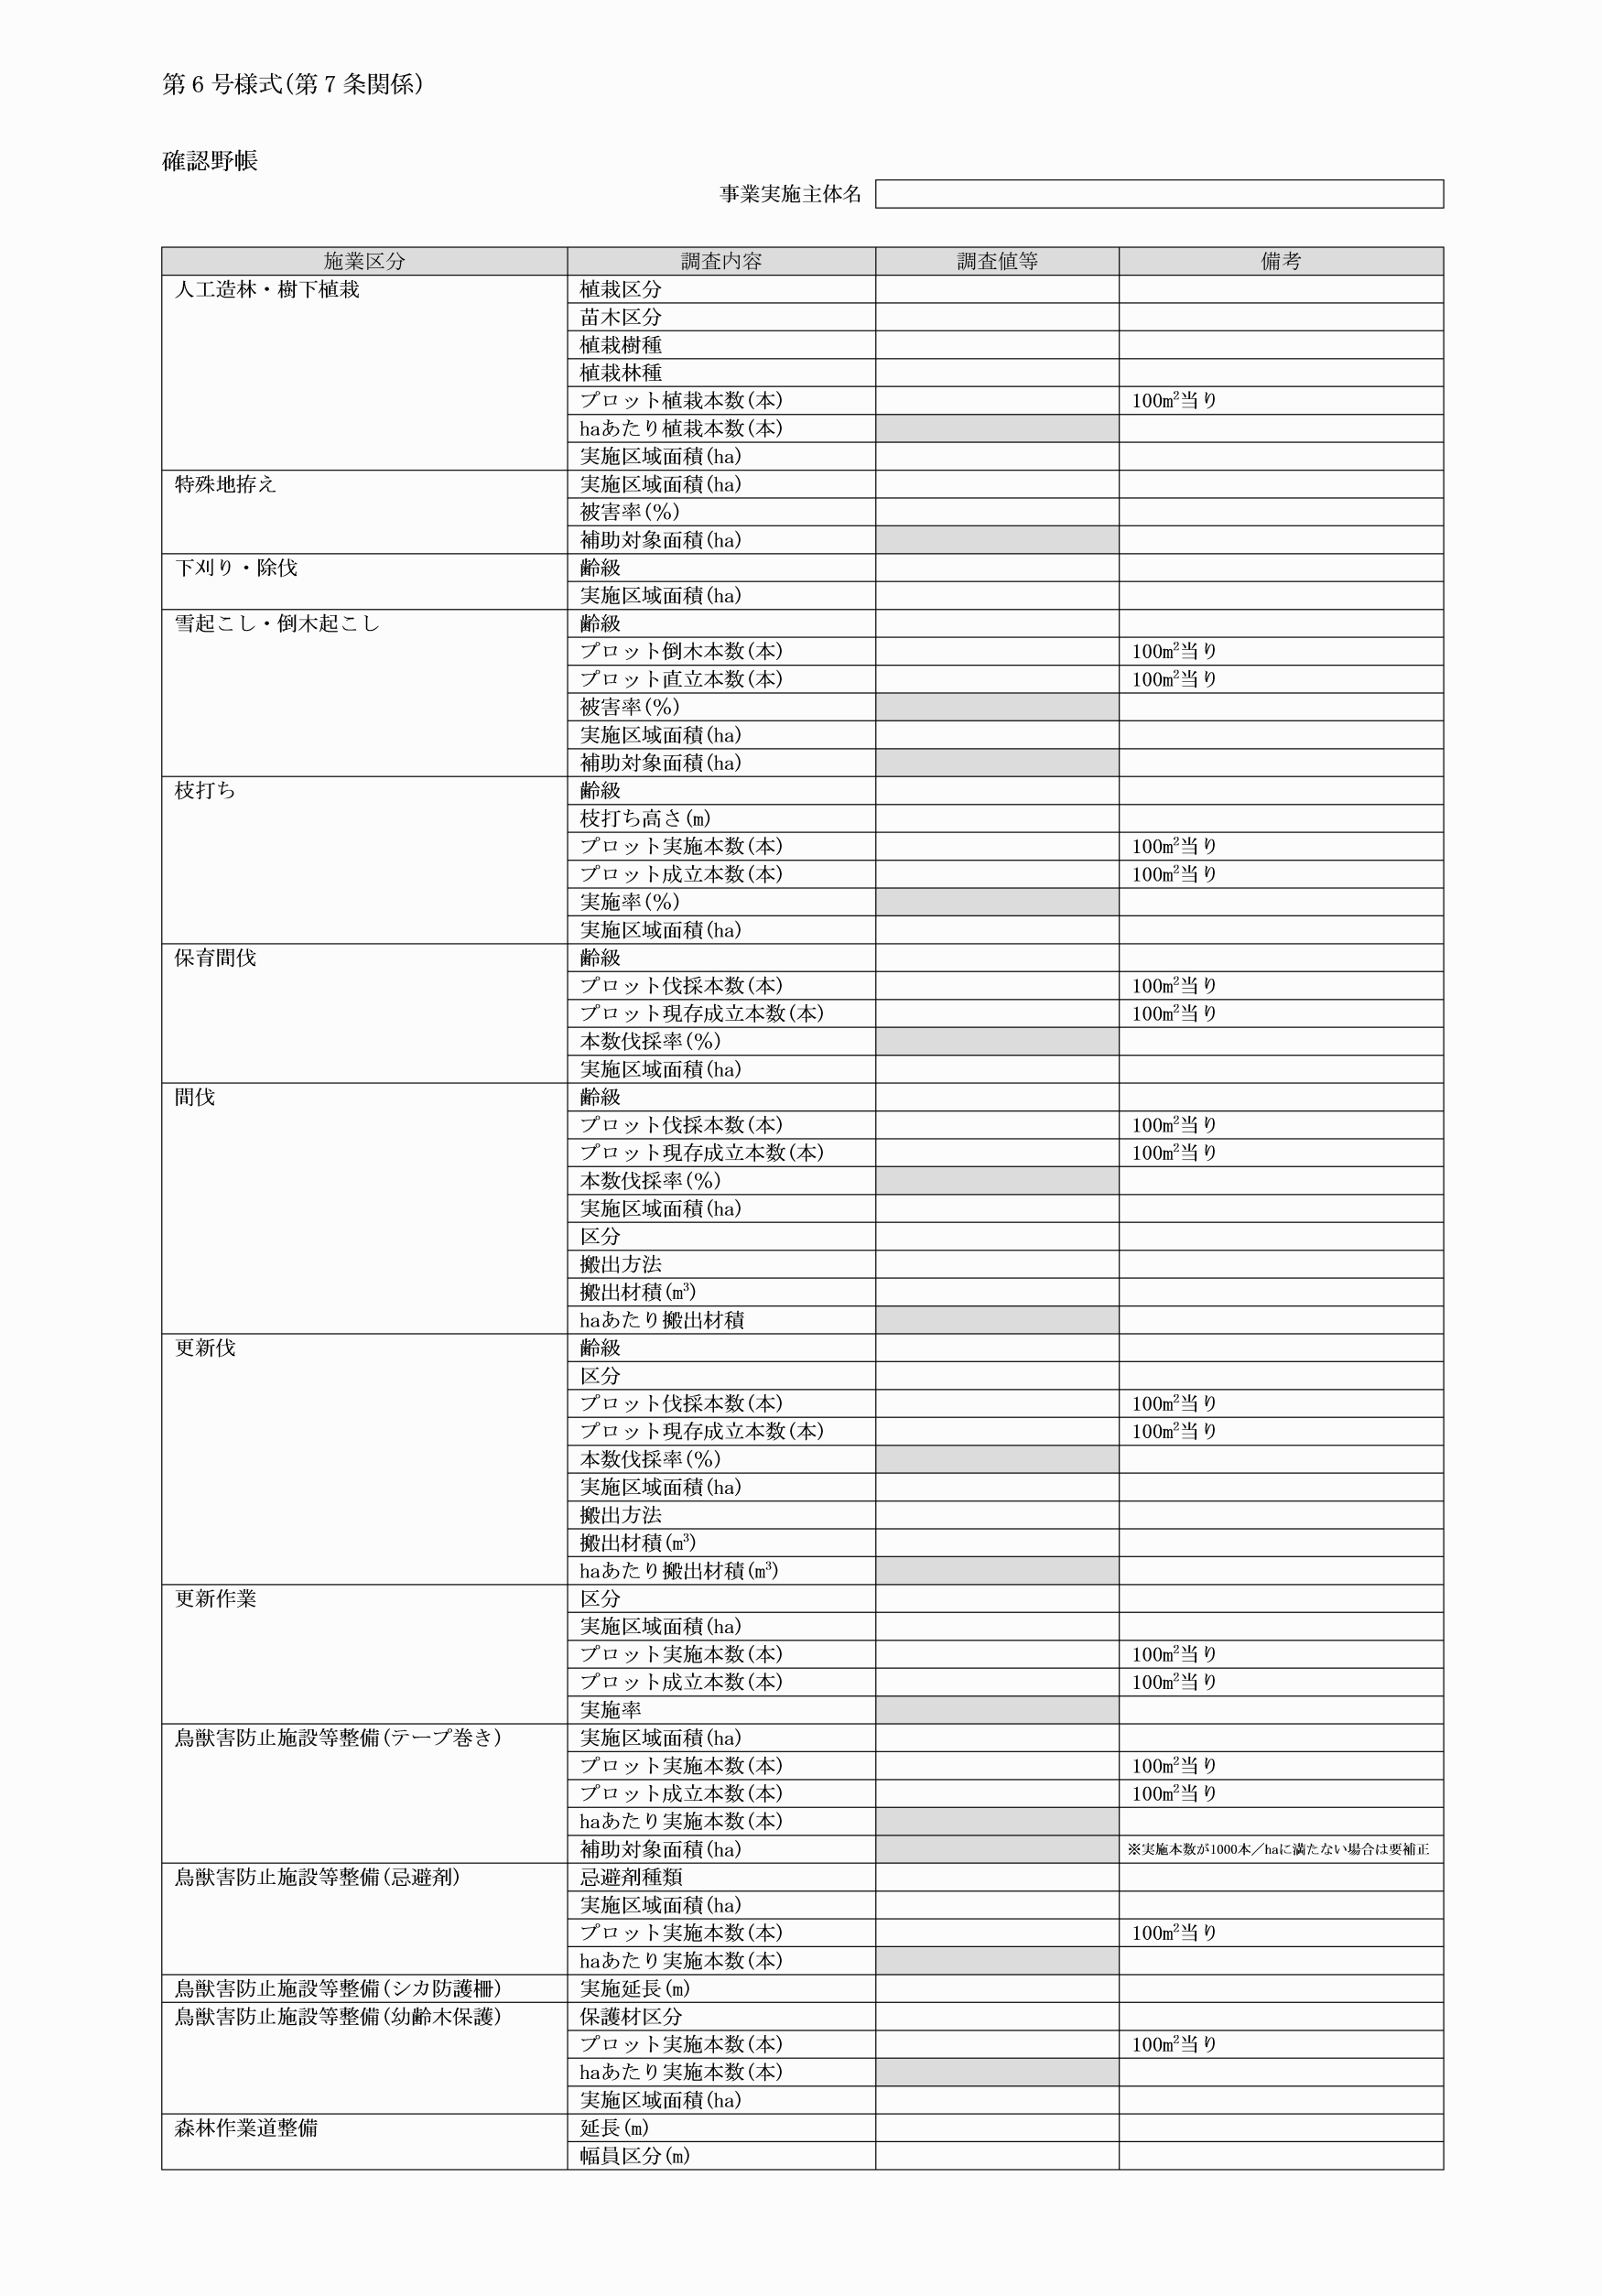 第6号様式(第7条関係)
確認野帳
事業実施主体名
施業区分 調査内容 調査値等 備考
人工造林・樹下植栽 植栽区分
苗木区分
植栽樹種
植栽林種
プロット植栽本数(本) 100m²当り
haあたり植栽本数(本)
実施区域面積(ha)
特殊地拵え 実施区域面積(ha)
被害率(%)
補助対象面積(ha)
下刈り・除伐 齢級
実施区域面積(ha)
雪起こし・倒木起こし 齢級
プロット倒木本数(本) 100m²当り
プロット直立本数(本) 100m²当り
被害率(%)
実施区域面積(ha)
補助対象面積(ha)
枝打ち 齢級
枝打ち高さ(m)
プロット実施本数(本) 100m²当り
プロット成立本数(本) 100m²当り
実施率(%)
実施区域面積(ha)
保育間伐 齢級
プロット伐採本数(本) 100m²当り
プロット現存成立本数(本) 100m²当り
本数伐採率(%)
実施区域面積(ha)
間伐 齢級
プロット伐採本数(本) 100m²当り
プロット現存成立本数(本) 100m²当り
本数伐採率(%)
実施区域面積(ha)
区分
搬出方法
搬出材積(m³)
haあたり搬出材積
更新伐 齢級
区分
プロット伐採本数(本) 100m²当り
プロット現存成立本数(本) 100m²当り
本数伐採率(%)
実施区域面積(ha)
搬出方法
搬出材積(m³)
haあたり搬出材積(m³)
更新作業 区分
実施区域面積(ha)
プロット実施本数(本) 100m²当り
プロット成立本数(本) 100m²当り
実施率
鳥獣害防止施設等整備(テープ巻き) 実施区域面積(ha)
プロット実施本数(本) 100m²当り
プロット成立本数(本) 100m²当り
haあたり実施本数(本)
補助対象面積(ha) ※実施本数が1000本／haに満たない場合は要補正
鳥獣害防止施設等整備(忌避剤) 忌避剤種類
実施区域面積(ha)
プロット実施本数(本) 100m²当り
haあたり実施本数(本)
鳥獣害防止施設等整備(シカ防護柵) 実施延長(m)
鳥獣害防止施設等整備(幼齢木保護) 保護材区分
プロット実施本数(本) 100m²当り
haあたり実施本数(本)
実施区域面積(ha)
森林作業道整備 延長(m)
幅員区分(m)